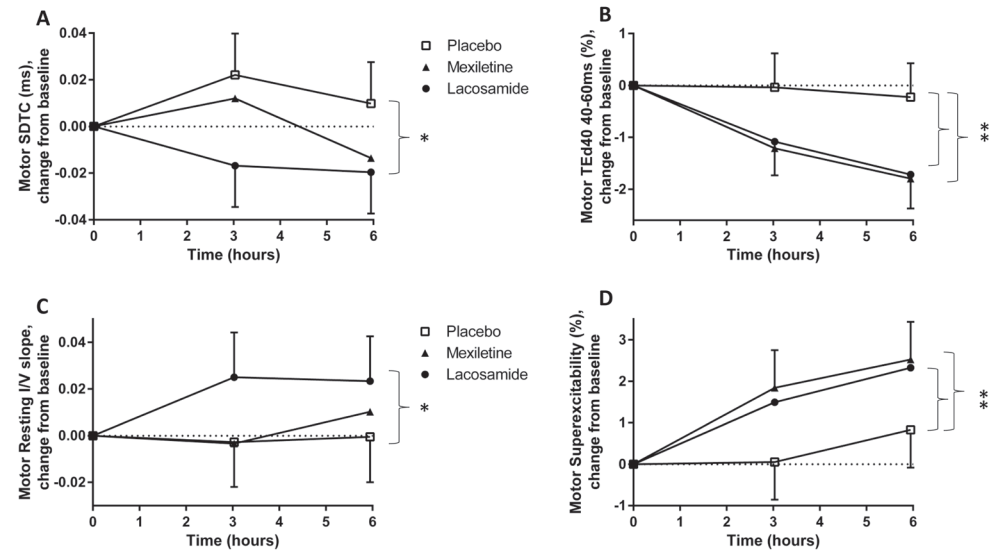 A
Motor SDTC (ms),
change from baseline
0.04
0.02
0.00
-0.02
-0.04
0 1 2 3 4 5 6
Time (hours)
*
Placebo
Mexiletine
Lacosamide
B
Motor TEd40 40-60ms (%),
change from baseline
1
0
-1
-2
0 1 2 3 4 5 6
Time (hours)
**
C
Motor Resting I/V slope,
change from baseline
0.04
0.02
0.00
-0.02
0 1 2 3 4 5 6
Time (hours)
*
Placebo
Mexiletine
Lacosamide
D
Motor Superexcitability (%),
change from baseline
3
2
1
0
-1
0 1 2 3 4 5 6
Time (hours)
**